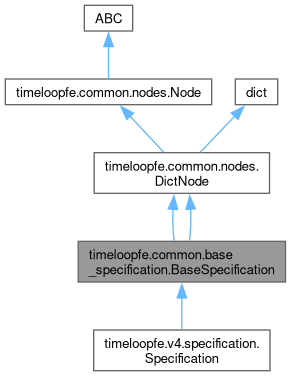 ABC
timeloopfe.common.nodes.Node
dict
timeloopfe.common.nodes.
DictNode
timeloopfe.common.base
_specification.BaseSpecification
timeloopfe.v4.specification.
Specification